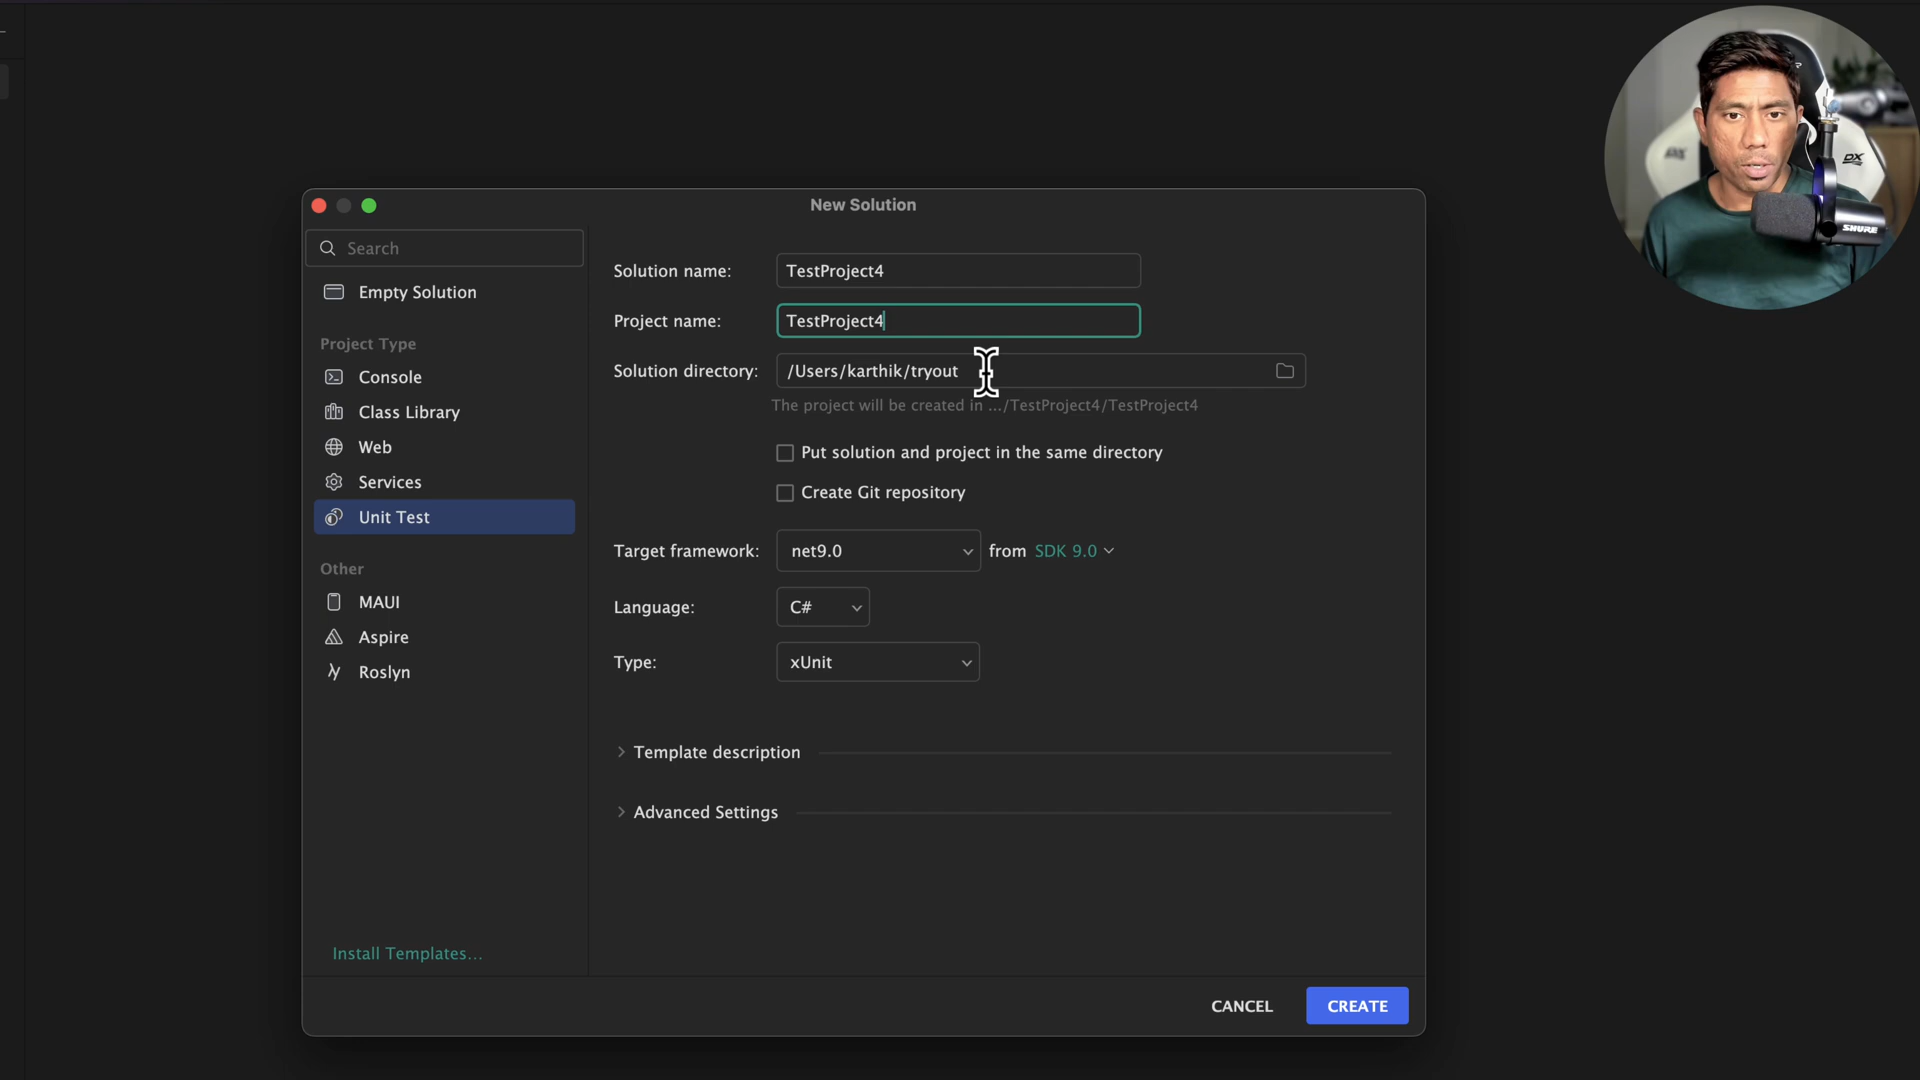 New Solution
Search
Empty Solution
Project Type
Console
Class Library
Web
Services
Unit Test
Other
MAUI
Aspire
Roslyn
Install Templates...
Solution name: TestProject4
Project name: TestProject4
Solution directory: /Users/karthik/tryout
The project will be created in .../TestProject4/TestProject4
Put solution and project in the same directory
Create Git repository
Target framework: net9.0 from SDK 9.0
Language: C#
Type: xUnit
Template description
Advanced Settings
CANCEL CREATE
DX
SHURE